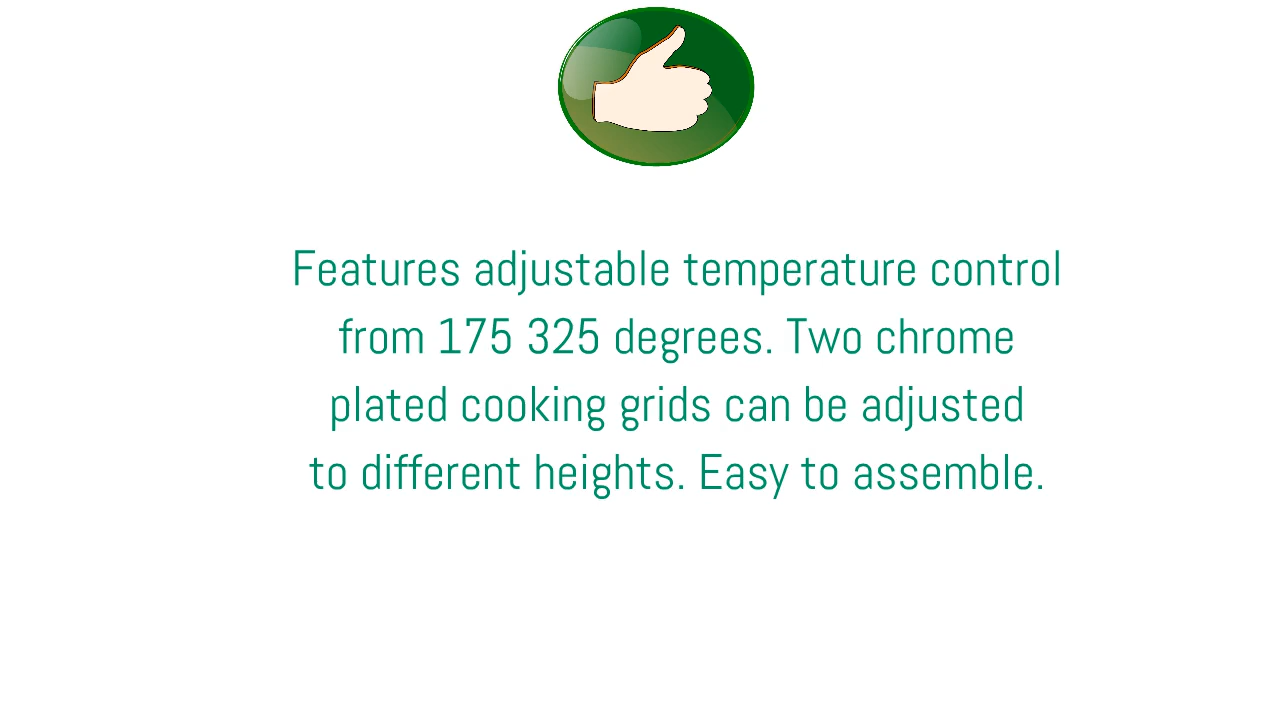 Features adjustable temperature control
from 175 325 degrees. Two chrome
plated cooking grids can be adjusted
to different heights. Easy to assemble.